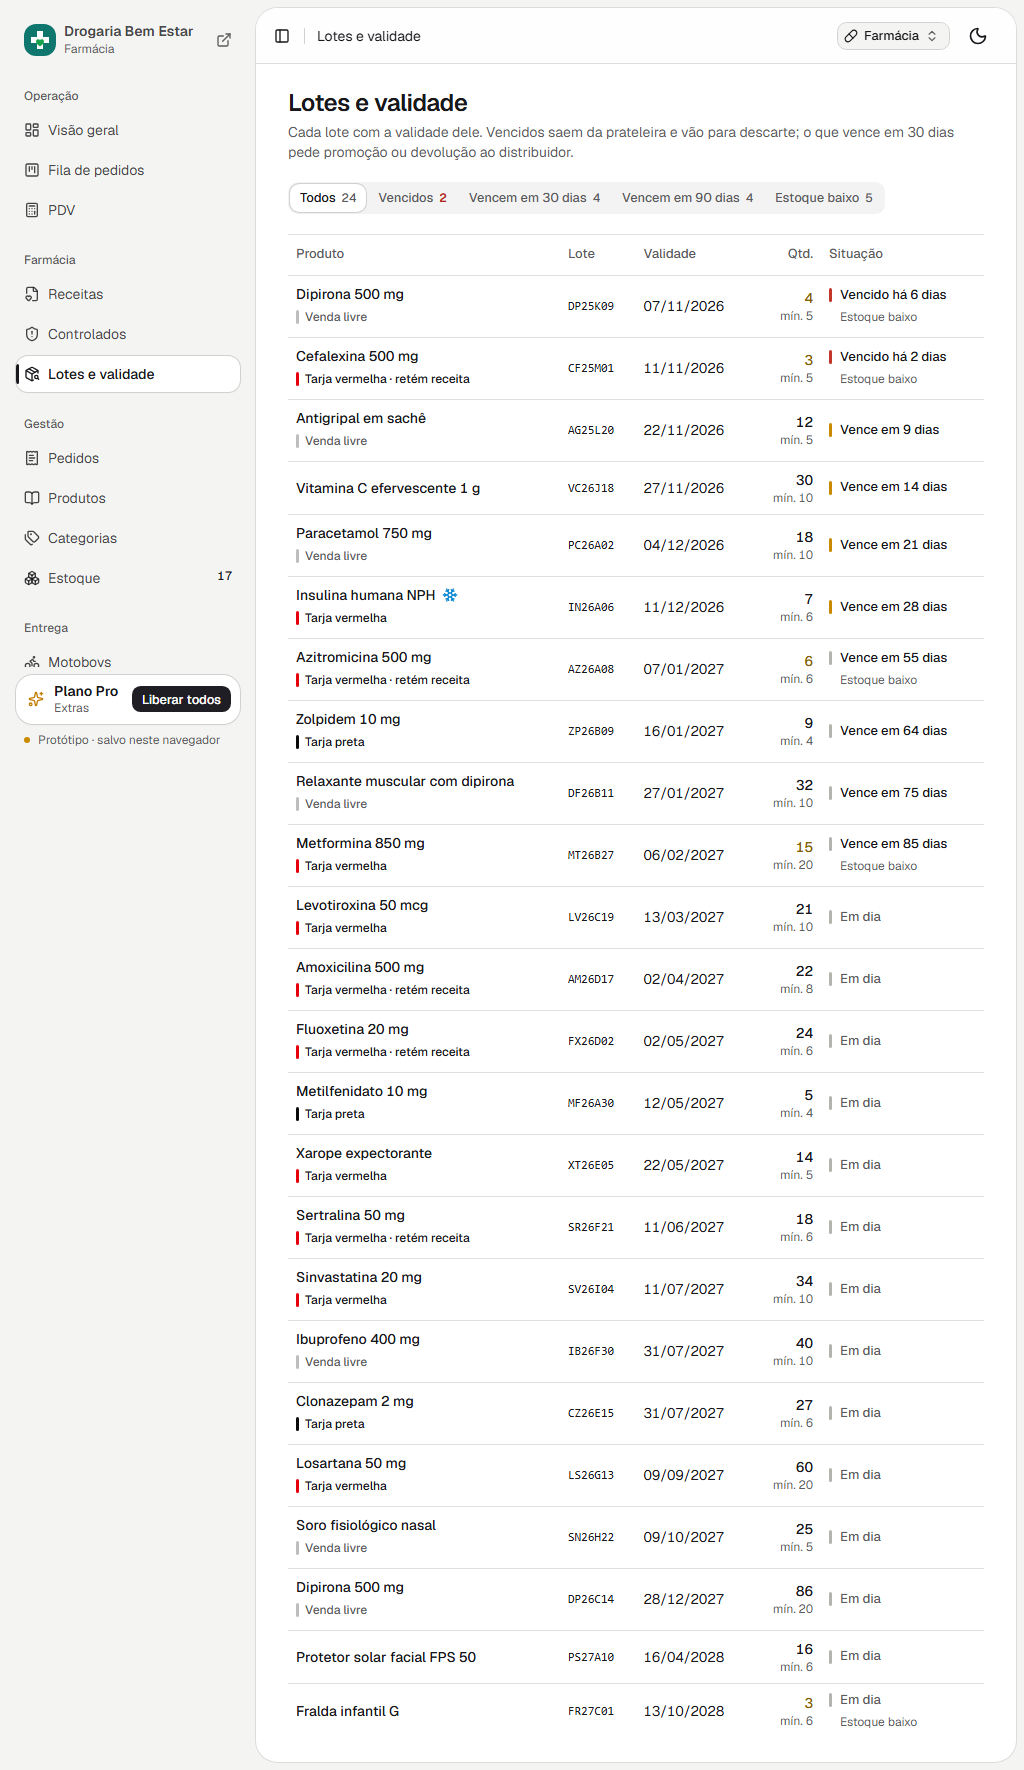 Drogaria Bem Estar
Farmácia
Operação
Visão geral
Fila de pedidos
PDV
Farmácia
Receitas
Controlados
Lotes e validade
Gestão
Pedidos
Produtos
Categorias
Estoque 17
Entrega
Motoboys
Plano Pro
Extras
Liberar todos
Protótipo · salvo neste navegador
Lotes e validade
Farmácia
Lotes e validade
Cada lote com a validade dele. Vencidos saem da prateleira e vão para descarte; o que vence em 30 dias
pede promoção ou devolução ao distribuidor.
Todos 24 Vencidos 2 Vencem em 30 dias 4 Vencem em 90 dias 4 Estoque baixo 5
Produto Lote Validade Qtd. Situação
Dipirona 500 mg DP25K09 07/11/2026 4 Vencido há 6 dias
Venda livre mín. 5 Estoque baixo
Cefalexina 500 mg CF25M01 11/11/2026 3 Vencido há 2 dias
Tarja vermelha · retém receita mín. 5 Estoque baixo
Antigripal em sachê AG25L20 22/11/2026 12 Vence em 9 dias
Venda livre mín. 5
Vitamina C efervescente 1 g VC26J18 27/11/2026 30 Vence em 14 dias
mín. 10
Paracetamol 750 mg PC26A02 04/12/2026 18 Vence em 21 dias
Venda livre mín. 10
Insulina humana NPH IN26A06 11/12/2026 7 Vence em 28 dias
Tarja vermelha mín. 6
Azitromicina 500 mg AZ26A08 07/01/2027 6 Vence em 55 dias
Tarja vermelha · retém receita mín. 6 Estoque baixo
Zolpidem 10 mg ZP26B09 16/01/2027 9 Vence em 64 dias
Tarja preta mín. 4
Relaxante muscular com dipirona DF26B11 27/01/2027 32 Vence em 75 dias
Venda livre mín. 10
Metformina 850 mg MT26B27 06/02/2027 15 Vence em 85 dias
Tarja vermelha mín. 20 Estoque baixo
Levotiroxina 50 mcg LV26C19 13/03/2027 21 Em dia
Tarja vermelha mín. 10
Amoxicilina 500 mg AM26D17 02/04/2027 22 Em dia
Tarja vermelha · retém receita mín. 8
Fluoxetina 20 mg FX26D02 02/05/2027 24 Em dia
Tarja vermelha · retém receita mín. 6
Metilfenidato 10 mg MF26A30 12/05/2027 5 Em dia
Tarja preta mín. 4
Xarope expectorante XT26E05 22/05/2027 14 Em dia
Tarja vermelha mín. 5
Sertralina 50 mg SR26F21 11/06/2027 18 Em dia
Tarja vermelha · retém receita mín. 6
Sinvastatina 20 mg SV26I04 11/07/2027 34 Em dia
Tarja vermelha mín. 10
Ibuprofeno 400 mg IB26F30 31/07/2027 40 Em dia
Venda livre mín. 10
Clonazepam 2 mg CZ26E15 31/07/2027 27 Em dia
Tarja preta mín. 6
Losartana 50 mg LS26G13 09/09/2027 60 Em dia
Tarja vermelha mín. 20
Soro fisiológico nasal SN26H22 09/10/2027 25 Em dia
Venda livre mín. 5
Dipirona 500 mg DP26C14 28/12/2027 86 Em dia
Venda livre mín. 20
Protetor solar facial FPS 50 PS27A10 16/04/2028 16 Em dia
mín. 6
Fralda infantil G FR27C01 13/10/2028 3 Em dia
mín. 6 Estoque baixo